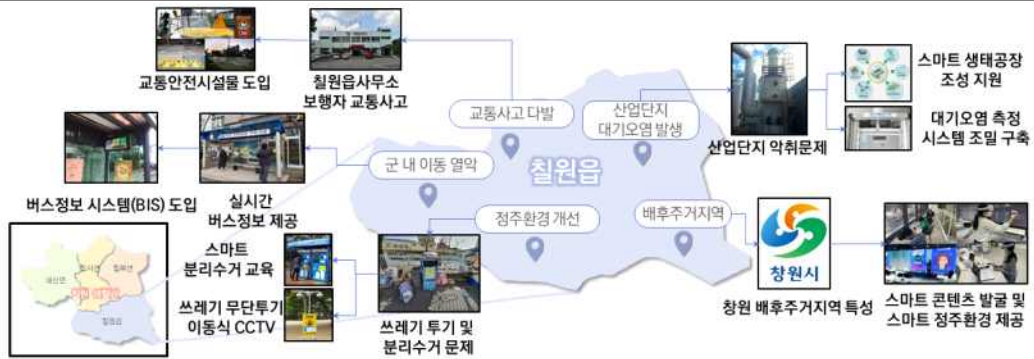 교통안전시설물 도입
칠원읍사무소
보행자 교통사고
교통사고 다발
산업단지
대기오염 발생
산업단지 악취문제
스마트 생태공장
조성 지원
대기오염 측정
시스템 조밀 구축
버스정보 시스템(BIS) 도입
실시간
버스정보 제공
군 내 이동 열악
칠원읍
정주환경 개선
배후주거지역
스마트
분리수거 교육
쓰레기 무단투기
이동식 CCTV
쓰레기 투기 및
분리수거 문제
창원시
창원 배후주거지역 특성
스마트 콘텐츠 발굴 및
스마트 정주환경 제공
대산면
칠서면
칠북면
칠원읍